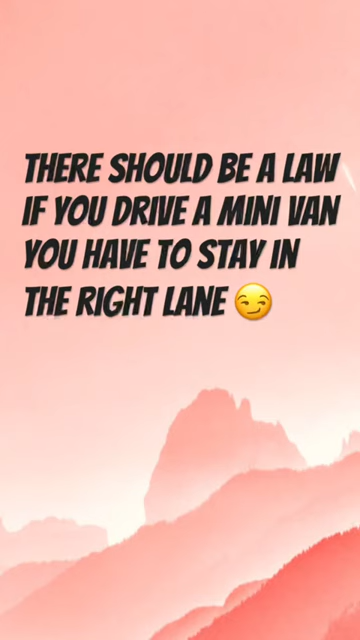 THERE SHOULD BE A LAW
IF YOU DRIVE A MINI VAN
YOU HAVE TO STAY IN
THE RIGHT LANE 😏